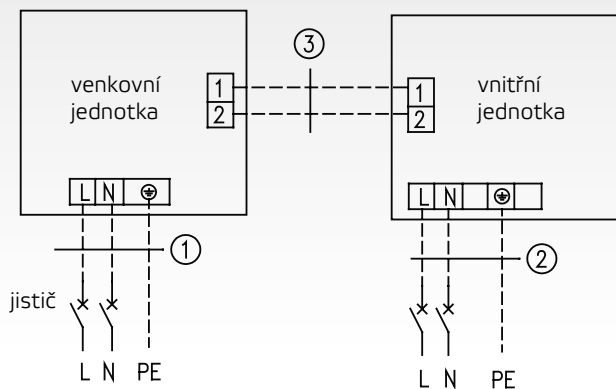 venkovní
jednotka
1
2
3
1
2
vnitřní
jednotka
L N
L N
1
2
jistič
L N PE
L N PE